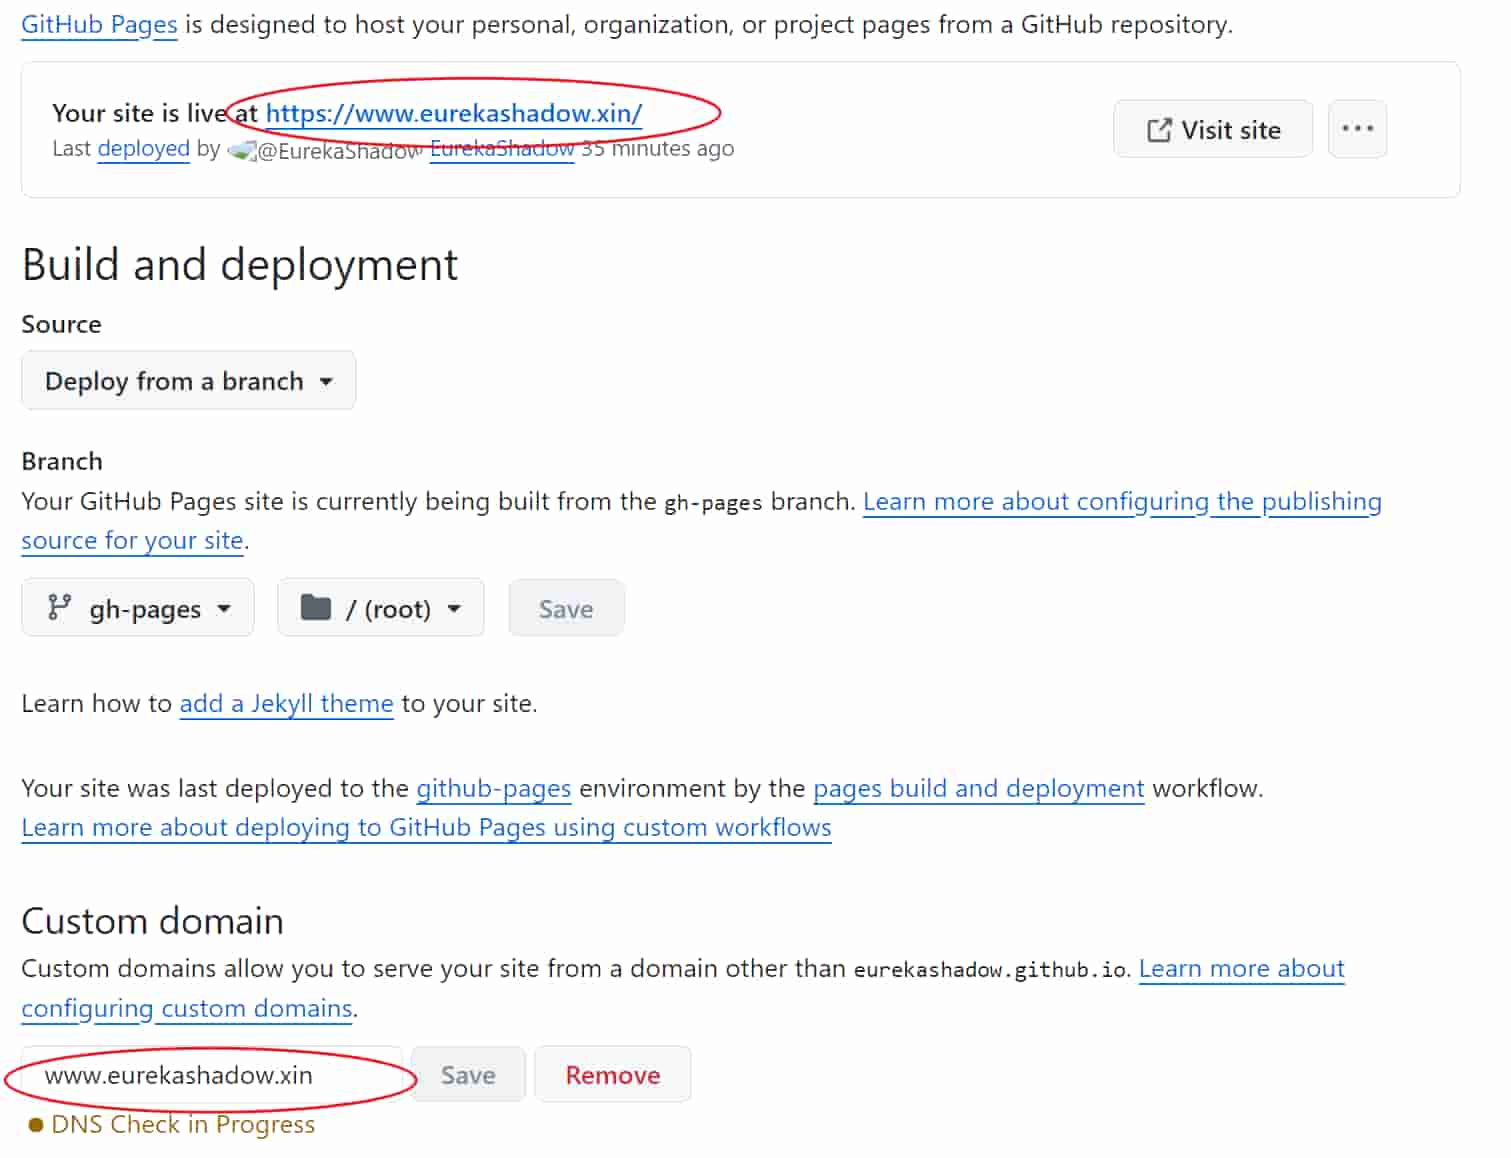 GitHub Pages is designed to host your personal, organization, or project pages from a GitHub repository.
Your site is live at https://www.eurekashadow.xin/
Last deployed by @EurekaShadow EurekaShadow 35 minutes ago
Visit site
Build and deployment
Source
Deploy from a branch
Branch
Your GitHub Pages site is currently being built from the gh-pages branch. Learn more about configuring the publishing
source for your site.
gh-pages / (root) Save
Learn how to add a Jekyll theme to your site.
Your site was last deployed to the github-pages environment by the pages build and deployment workflow.
Learn more about deploying to GitHub Pages using custom workflows
Custom domain
Custom domains allow you to serve your site from a domain other than eurekashadow.github.io. Learn more about
configuring custom domains.
www.eurekashadow.xin Save Remove
DNS Check in Progress